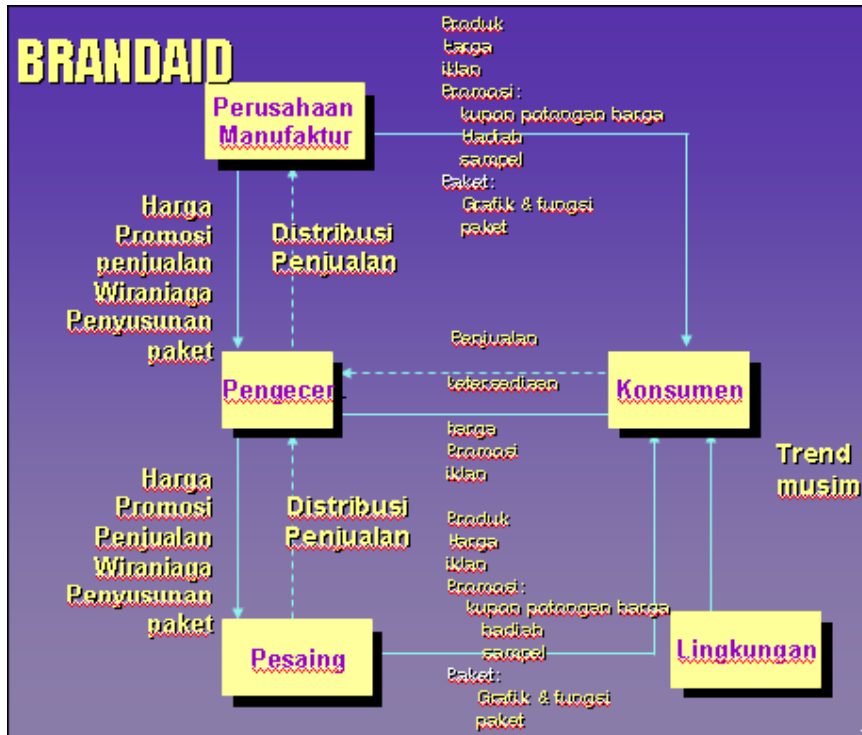 BRANDAID
Perusahaan
Manufaktur
Produk
Harga
iklan
Promosi:
kupon potongan harga
Hadiah
sampel
Paket:
Grafik & fungsi
paket
Harga
Promosi
penjualan
Wiraniaga
Penyusunan
paket
Distribusi
Penjualan
Pengecer
Penjualan
ketersediaan
Konsumen
harga
Promosi
iklan
Trend
musim
Harga
Promosi
Penjualan
Wiraniaga
Penyusunan
paket
Distribusi
Penjualan
Produk
Harga
iklan
Promosi:
kupon potongan harga
hadiah
sampel
Paket:
Grafik & fungsi
paket
Pesaing
Lingkungan